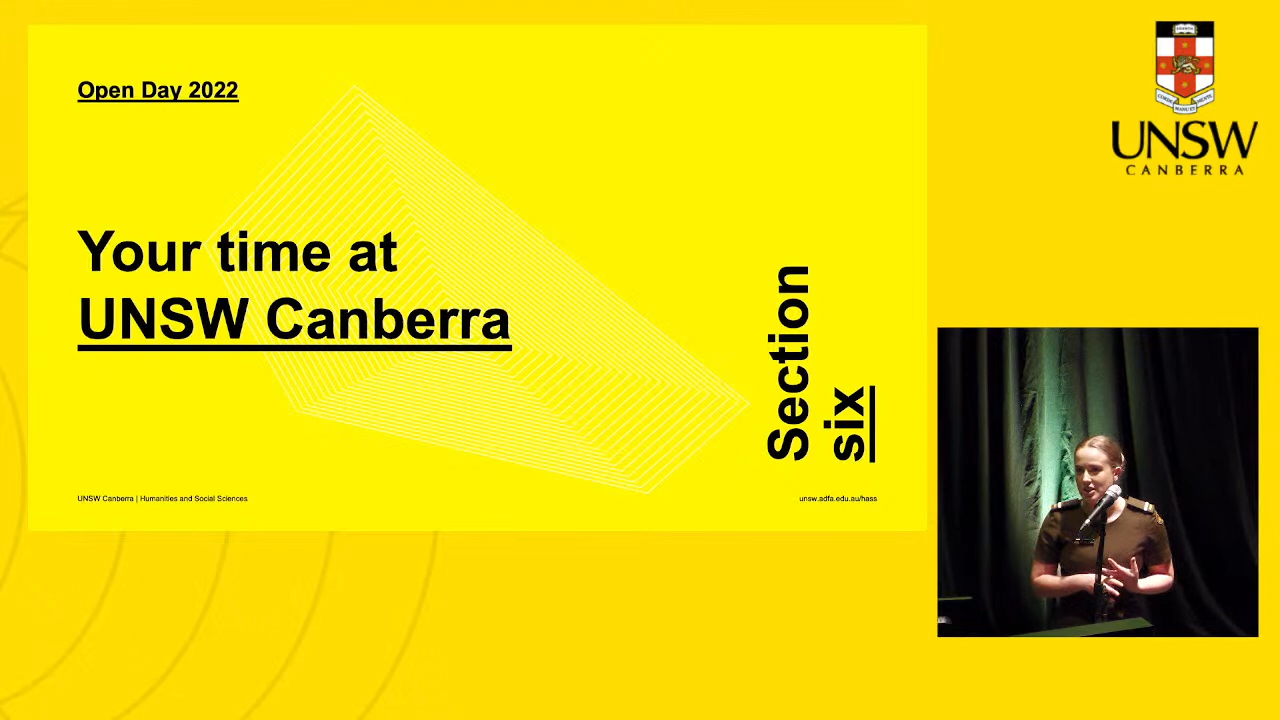 Open Day 2022
Your time at
UNSW Canberra
Section
six
UNSW Canberra | Humanities and Social Sciences
unsw.adfa.edu.au/hass
UNSW
CANBERRA